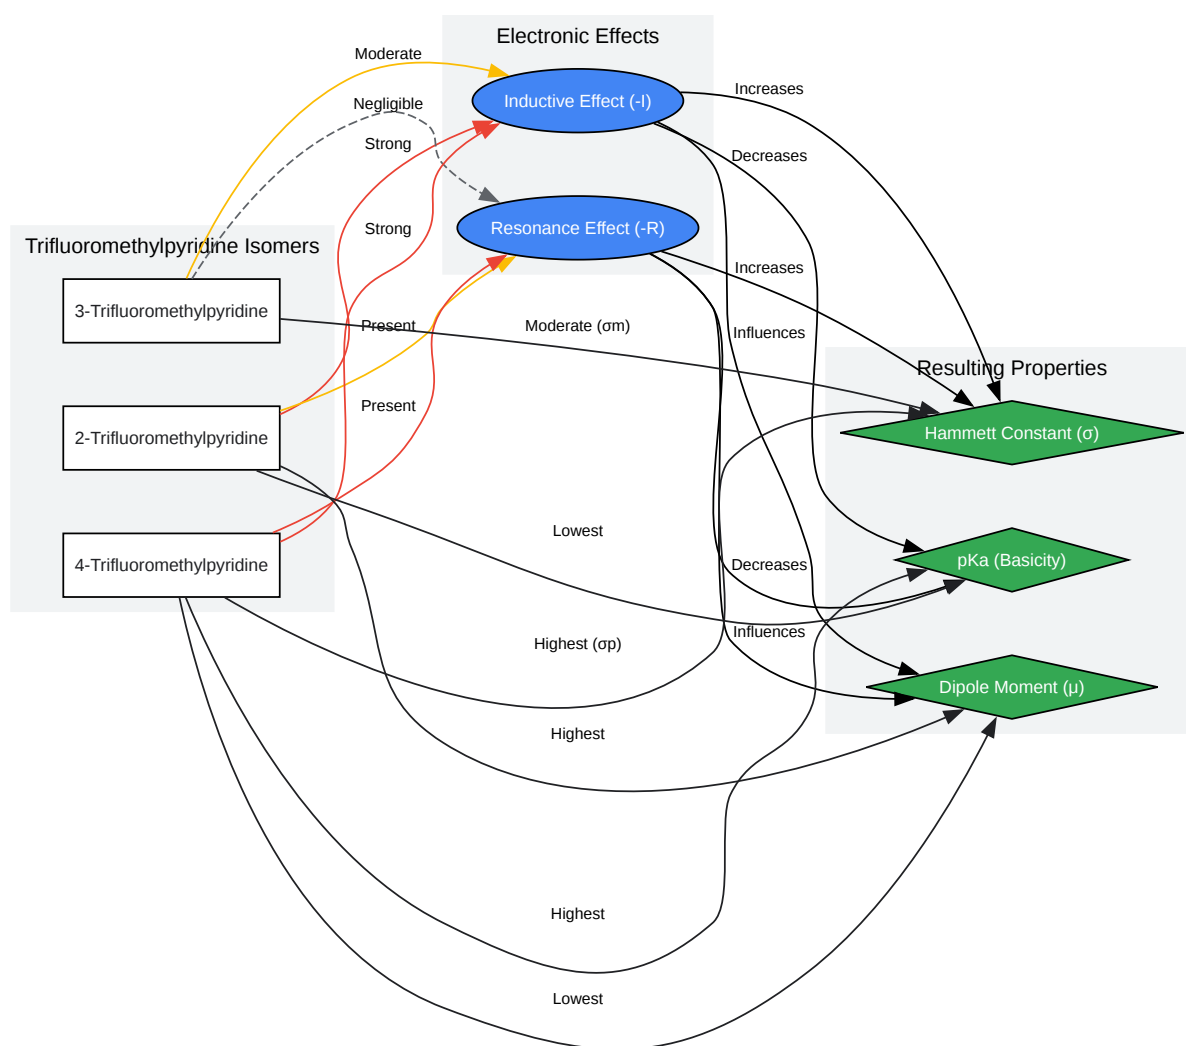 Electronic Effects
Moderate
Increases
Inductive Effect (-I)
Negligible
Strong
Decreases
Strong
Resonance Effect (-R)
Trifluoromethylpyridine Isomers
Increases
3-Trifluoromethylpyridine
Present
Moderate (σm)
Influences
Resulting Properties
Present
2-Trifluoromethylpyridine
Hammett Constant (σ)
Lowest
4-Trifluoromethylpyridine
Decreases
pKa (Basicity)
Highest (σp)
Influences
Dipole Moment (μ)
Highest
Highest
Lowest